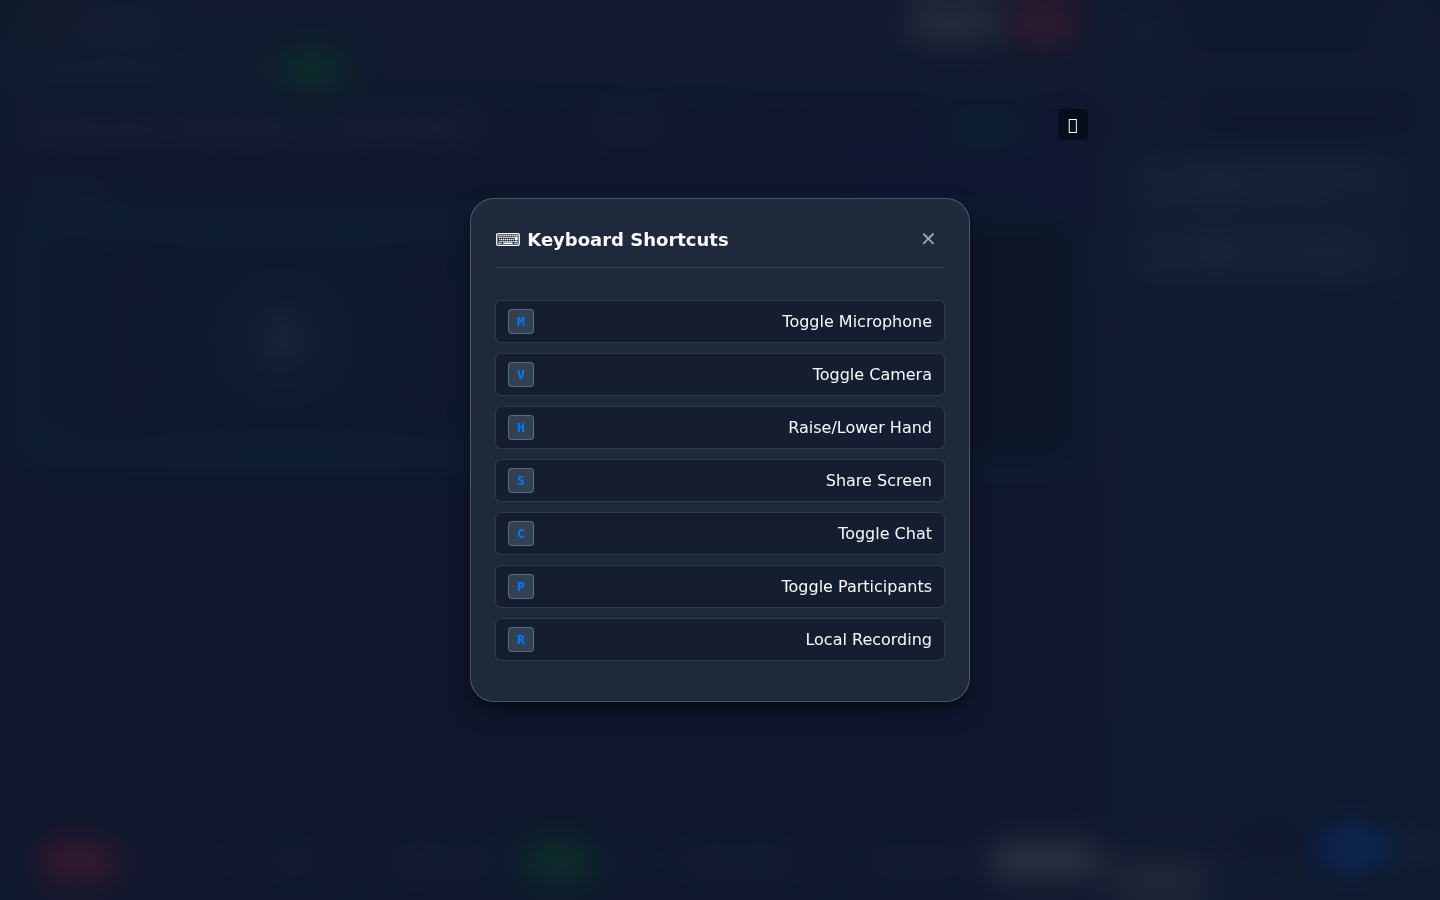 ⌨ Keyboard Shortcuts ✕
M Toggle Microphone
V Toggle Camera
H Raise/Lower Hand
S Share Screen
C Toggle Chat
P Toggle Participants
R Local Recording